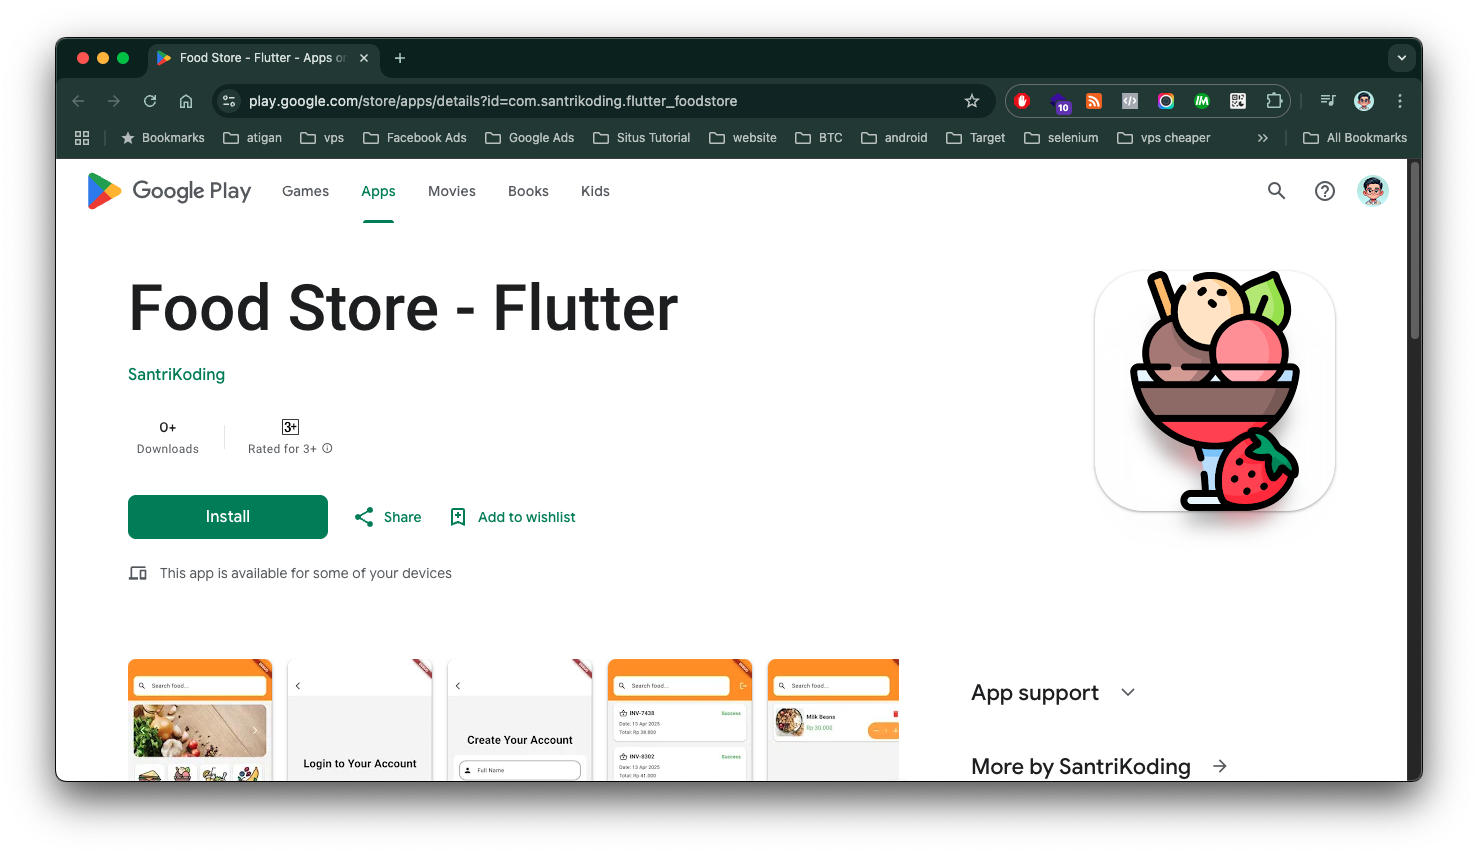 Food Store - Flutter - Apps on
play.google.com/store/apps/details?id=com.santrikoding.flutter_foodstore
10
Bookmarks atigan vps Facebook Ads Google Ads Situs Tutorial website BTC android Target selenium vps cheaper All Bookmarks
Google Play Games Apps Movies Books Kids
Food Store - Flutter
SantriKoding
0+ 3+
Downloads Rated for 3+
Install Share Add to wishlist
This app is available for some of your devices
Search food...
Login to Your Account
Create Your Account
Full Name
Search food...
INV-7438 Success
Date: 13 Apr 2025
Total: Rp 38.800
INV-8302 Success
Date: 13 Apr 2025
Total: Rp 41.000
Search food...
Milk Beans
Rp 30.000
App support
More by SantriKoding